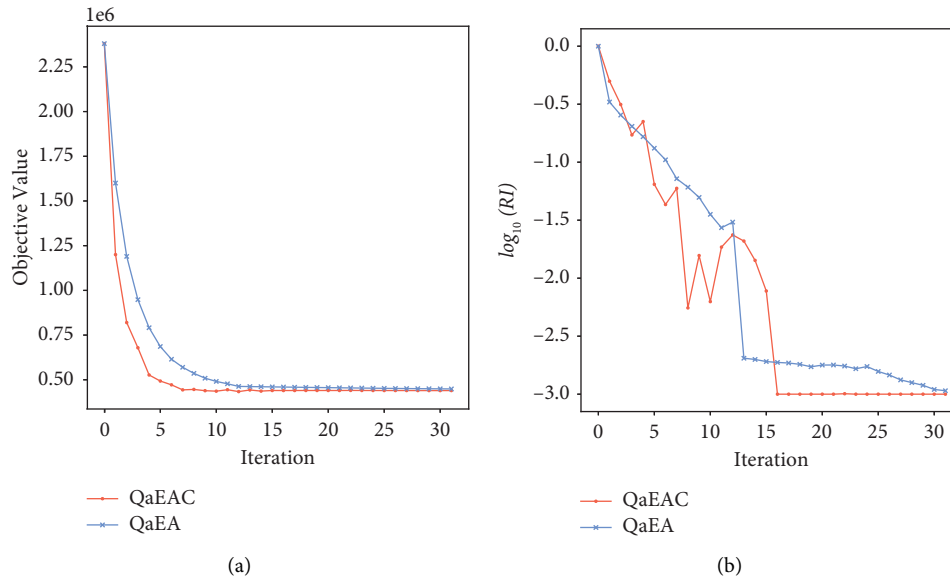 1e6
2.25
2.00
1.75
1.50
1.25
1.00
0.75
0.50
Objective Value
0 5 10 15 20 25 30
Iteration
QaEAC
QaEA
(a)
0.0
−0.5
−1.0
−1.5
−2.0
−2.5
−3.0
log10 (RI)
0 5 10 15 20 25 30
Iteration
QaEAC
QaEA
(b)